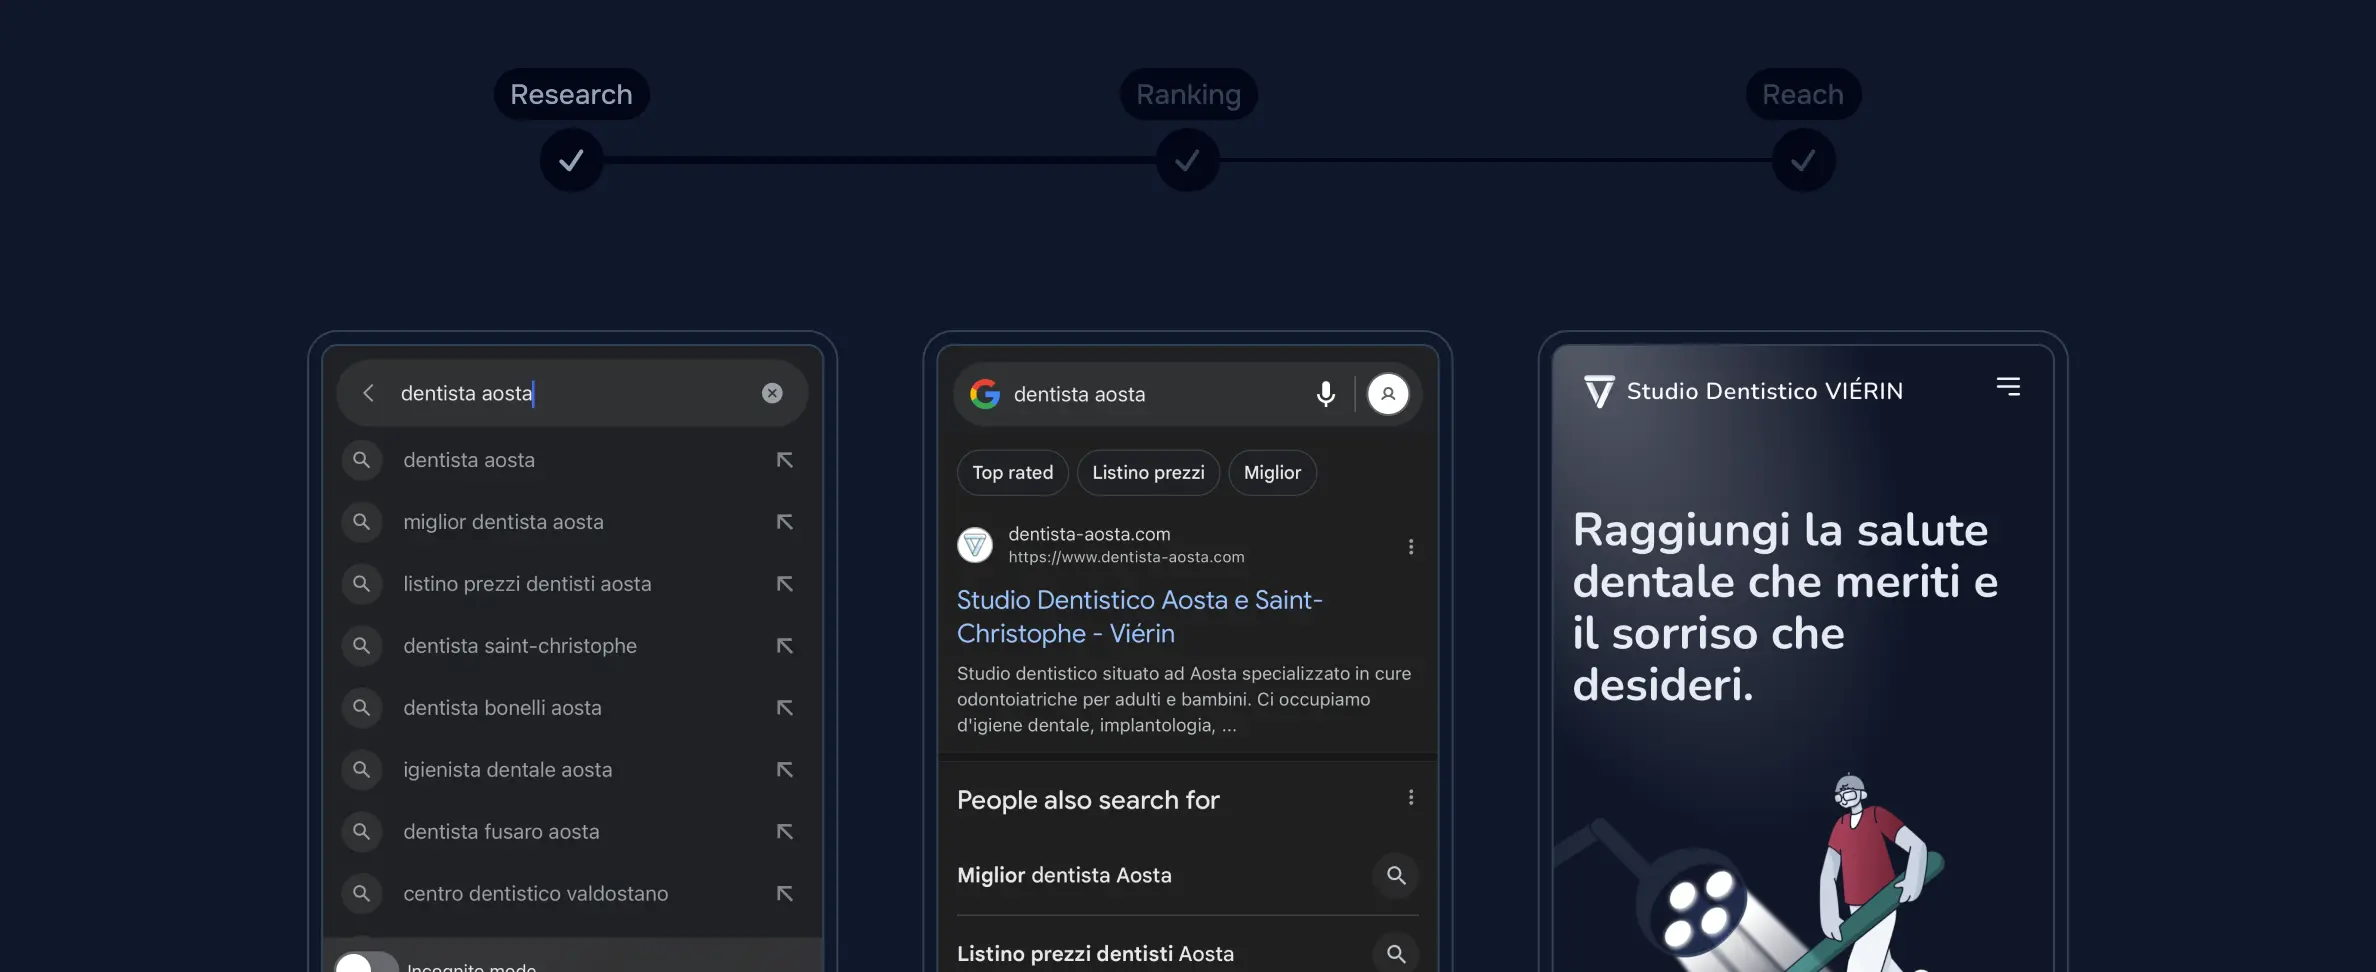 Research
Ranking
Reach
dentista aosta
dentista aosta
miglior dentista aosta
listino prezzi dentisti aosta
dentista saint-christophe
dentista bonelli aosta
igienista dentale aosta
dentista fusaro aosta
centro dentistico valdostano
Incognito mode
dentista aosta
Top rated
Listino prezzi
Miglior
dentista-aosta.com
https://www.dentista-aosta.com
Studio Dentistico Aosta e Saint-
Christophe - Viérin
Studio dentistico situato ad Aosta specializzato in cure
odontoiatriche per adulti e bambini. Ci occupiamo
d'igiene dentale, implantologia, ...
People also search for
Miglior dentista Aosta
Listino prezzi dentisti Aosta
Studio Dentistico VIÉRIN
Raggiungi la salute
dentale che meriti e
il sorriso che
desideri.